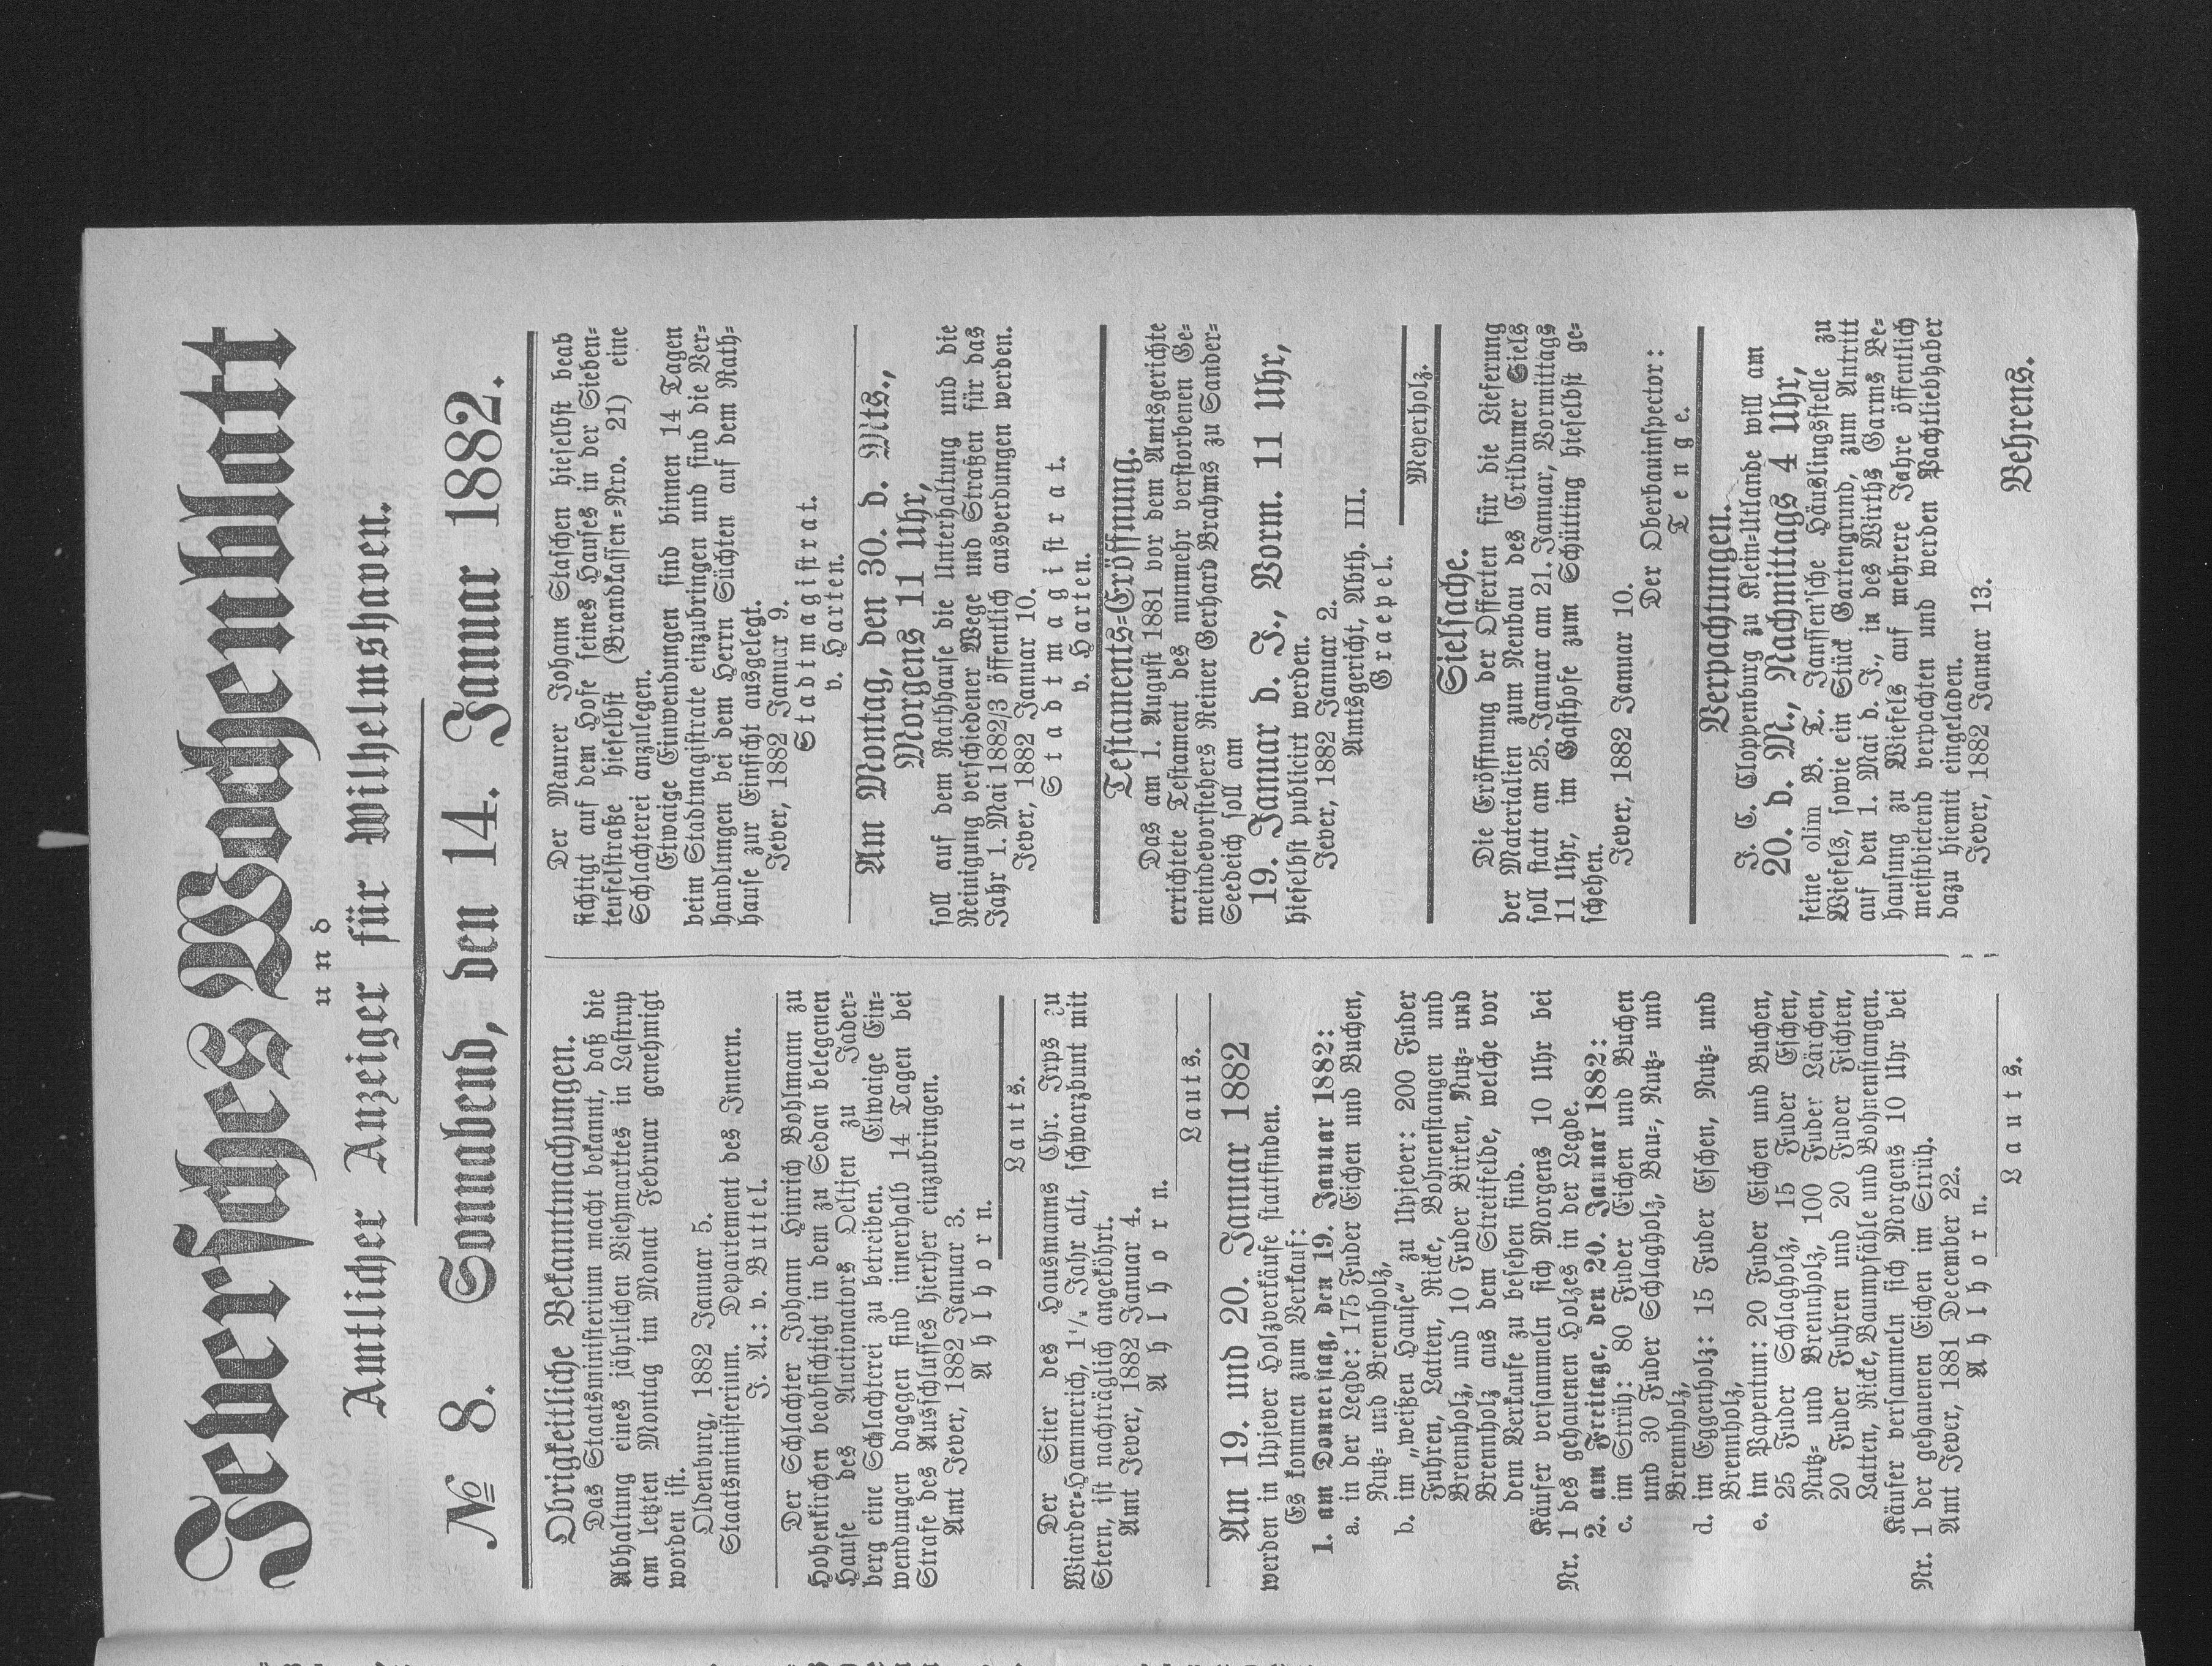 Jeversches Wochenblatt
und
Amtlicher Anzeiger für Wilhelmshaven.
№ 8. Sonnabend, den 14. Januar 1882.
Obrigkeitliche Bekanntmachungen.
Das Staatsministerium macht bekannt, daß die
Abhaltung eines jährlichen Viehmarktes in Lastrup
am letzten Montag im Monat Februar genehmigt
worden ist.
Oldenburg, 1882 Januar 5.
Staatsministerium. Departement des Innern.
J. A.: v. Buttel.
Der Schlachter Johann Hinrich Bohlmann zu
Hohenkirchen beabsichtigt in dem zu Sedan belegenen
Hause des Auctionators Deltjen zu Jader-
berg eine Schlachterei zu betreiben. Etwaige Ein-
wendungen dagegen sind innerhalb 14 Tagen bei
Strafe des Ausschlusses hierher einzubringen.
Amt Jever, 1882 Januar 3.
Ahlhorn.
Lauts.
Der Stier des Hausmanns Chr. Irps zu
Wiarder-Hammerich, 1½ Jahr alt, schwarzbunt mit
Stern, ist nachträglich angeköhrt.
Amt Jever, 1882 Januar 4.
Ahlhorn.
Lauts.
Am 19. und 20. Januar 1882
werden in Upjever Holzverkäufe stattfinden.
Es kommen zum Verkauf:
1. am Donnerstag, den 19. Januar 1882:
a. in der Legde: 175 Fuder Eichen und Buchen,
Nutz- und Brennholz,
b. im „weißen Hause“ zu Upjever: 200 Fuder
Fuhren, Latten, Ricke, Bohnenstangen und
Brennholz, und 10 Fuder Birken, Nutz- und
Brennholz aus dem Streitfelde, welche vor
dem Verkaufe zu besehen sind.
Käufer versammeln sich Morgens 10 Uhr bei
Nr. 1 des gehauenen Holzes in der Legde.
2. am Freitage, den 20. Januar 1882:
c. im Strüh: 80 Fuder Eichen und Buchen
und 30 Fuder Schlagholz, Bau-, Nutz- und
Brennholz,
d. im Eggenholz: 15 Fuder Eschen, Nutz- und
Brennholz,
e. im Papentum: 20 Fuder Eichen und Buchen,
25 Fuder Schlagholz, 15 Fuder Eschen,
Nutz- und Brennholz, 100 Fuder Lärchen,
20 Fuder Fuhren und 20 Fuder Fichten,
Latten, Ricke, Baumpfähle und Bohnenstangen.
Käufer versammeln sich Morgens 10 Uhr bei
Nr. 1 der gehauenen Eichen im Strüh.
Amt Jever, 1881 December 22.
Ahlhorn.
Lauts.
Der Maurer Johann Staschen hieselbst beab
sichtigt auf dem Hofe seines Hauses in der Sieben-
teufelstraße hieselbst (Brandkassen-Nro. 21) eine
Schlachterei anzulegen.
Etwaige Einwendungen sind binnen 14 Tagen
beim Stadtmagistrate einzubringen und sind die Ver-
handlungen bei dem Herrn Süchten auf dem Rath-
hause zur Einsicht ausgelegt.
Jever, 1882 Januar 9.
Stadtmagistrat.
v. Harten.
Am Montag, den 30. d. Mts.,
Morgens 11 Uhr,
soll auf dem Rathhause die Unterhaltung und die
Reinigung verschiedener Wege und Straßen für das
Jahr 1. Mai 1882/3 öffentlich ausverdungen werden.
Jever, 1882 Januar 10.
Stadtmagistrat.
v. Harten.
Testaments-Eröffnung.
Das am 1. August 1881 vor dem Amtsgerichte
errichtete Testament des nunmehr verstorbenen Ge-
meindevorstehers Reiner Gerhard Brahms zu Sander-
Seedeich soll am
19. Januar d. J., Vorm. 11 Uhr,
hieselbst publicirt werden.
Jever, 1882 Januar 2.
Amtsgericht, Abth. III.
Graepel.
Meyerholz.
Sielsache.
Die Eröffnung der Offerten für die Lieferung
der Materialien zum Neubau des Crildumer Siels
soll statt am 25. Januar am 21. Januar, Vormittags
11 Uhr, im Gasthofe zum Schütting hieselbst ge-
schehen.
Jever, 1882 Januar 10.
Der Oberbauinspector:
Tenge.
Verpachtungen.
J. C. Cloppenburg zu Klein-Utlande will am
20. d. M., Nachmittags 4 Uhr,
seine olim B. T. Janssen'sche Häuslingsstelle zu
Wiefels, sowie ein Stück Gartengrund, zum Antritt
auf den 1. Mai d. J., in des Wirths Garms Be-
hausung zu Wiefels auf mehrere Jahre öffentlich
meistbietend verpachten und werden Pachtliebhaber
dazu hiemit eingeladen.
Jever, 1882 Januar 13.
Behrens.